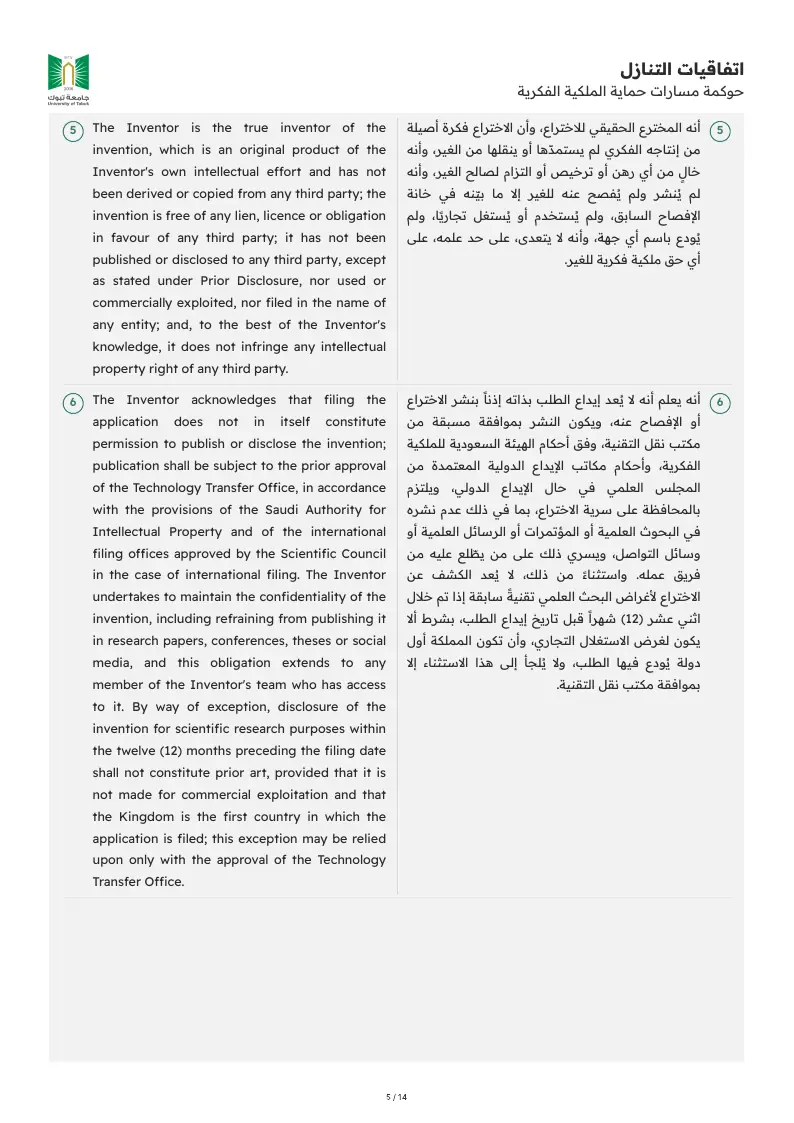 اتفاقيات التنازل
حوكمة مسارات حماية الملكية الفكرية
جامعة تبوك
University of Tabuk
5
The Inventor is the true inventor of the
invention, which is an original product of the
Inventor's own intellectual effort and has not
been derived or copied from any third party; the
invention is free of any lien, licence or obligation
in favour of any third party; it has not been
published or disclosed to any third party, except
as stated under Prior Disclosure, nor used or
commercially exploited, nor filed in the name of
any entity; and, to the best of the Inventor's
knowledge, it does not infringe any intellectual
property right of any third party.
5
أنه المخترع الحقيقي للاختراع، وأن الاختراع فكرة أصيلة
من إنتاجه الفكري لم يستمدّها أو ينقلها من الغير، وأنه
خالٍ من أي رهن أو ترخيص أو التزام لصالح الغير، وأنه
لم يُنشر ولم يُفصح عنه للغير إلا ما بيّنه في خانة
الإفصاح السابق، ولم يُستخدم أو يُستغل تجاريًا، ولم
يُودع باسم أي جهة، وأنه لا يتعدى، على حد علمه، على
أي حق ملكية فكرية للغير.
6
The Inventor acknowledges that filing the
application does not in itself constitute
permission to publish or disclose the invention;
publication shall be subject to the prior approval
of the Technology Transfer Office, in accordance
with the provisions of the Saudi Authority for
Intellectual Property and of the international
filing offices approved by the Scientific Council
in the case of international filing. The Inventor
undertakes to maintain the confidentiality of the
invention, including refraining from publishing it
in research papers, conferences, theses or social
media, and this obligation extends to any
member of the Inventor's team who has access
to it. By way of exception, disclosure of the
invention for scientific research purposes within
the twelve (12) months preceding the filing date
shall not constitute prior art, provided that it is
not made for commercial exploitation and that
the Kingdom is the first country in which the
application is filed; this exception may be relied
upon only with the approval of the Technology
Transfer Office.
6
أنه يعلم أنه لا يُعد إيداع الطلب بذاته إذناً بنشر الاختراع
أو الإفصاح عنه، ويكون النشر بموافقة مسبقة من
مكتب نقل التقنية، وفق أحكام الهيئة السعودية للملكية
الفكرية، وأحكام مكاتب الإيداع الدولية المعتمدة من
المجلس العلمي في حال الإيداع الدولي، ويلتزم
بالمحافظة على سرية الاختراع، بما في ذلك عدم نشره
في البحوث العلمية أو المؤتمرات أو الرسائل العلمية أو
وسائل التواصل، ويسري ذلك على من يطّلع عليه من
فريق عمله. واستثناءً من ذلك، لا يُعد الكشف عن
الاختراع لأغراض البحث العلمي تقنيةً سابقة إذا تم خلال
اثني عشر (12) شهراً قبل تاريخ إيداع الطلب، بشرط ألا
يكون لغرض الاستغلال التجاري، وأن تكون المملكة أول
دولة يُودع فيها الطلب، ولا يُلجأ إلى هذا الاستثناء إلا
بموافقة مكتب نقل التقنية.
5 / 14